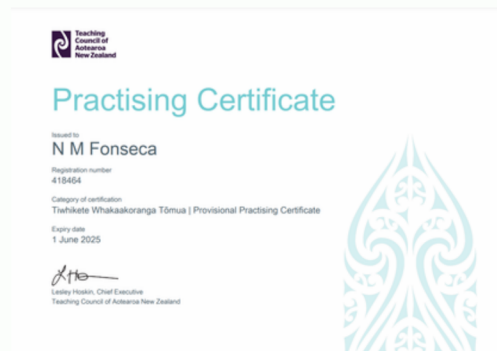 Teaching
Council of
Aotearoa
New Zealand
Practising Certificate
Issued to
N M Fonseca
Registration number
418464
Category of certification
Tiwhikete Whakaakoranga Tōmua | Provisional Practising Certificate
Expiry date
1 June 2025
Lesley Hoskin, Chief Executive
Teaching Council of Aotearoa New Zealand